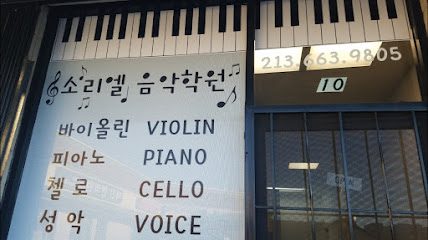 소리엘 음악학원
213.663.9805
10
바이올린 VIOLIN
피아노 PIANO
첼로 CELLO
성악 VOICE